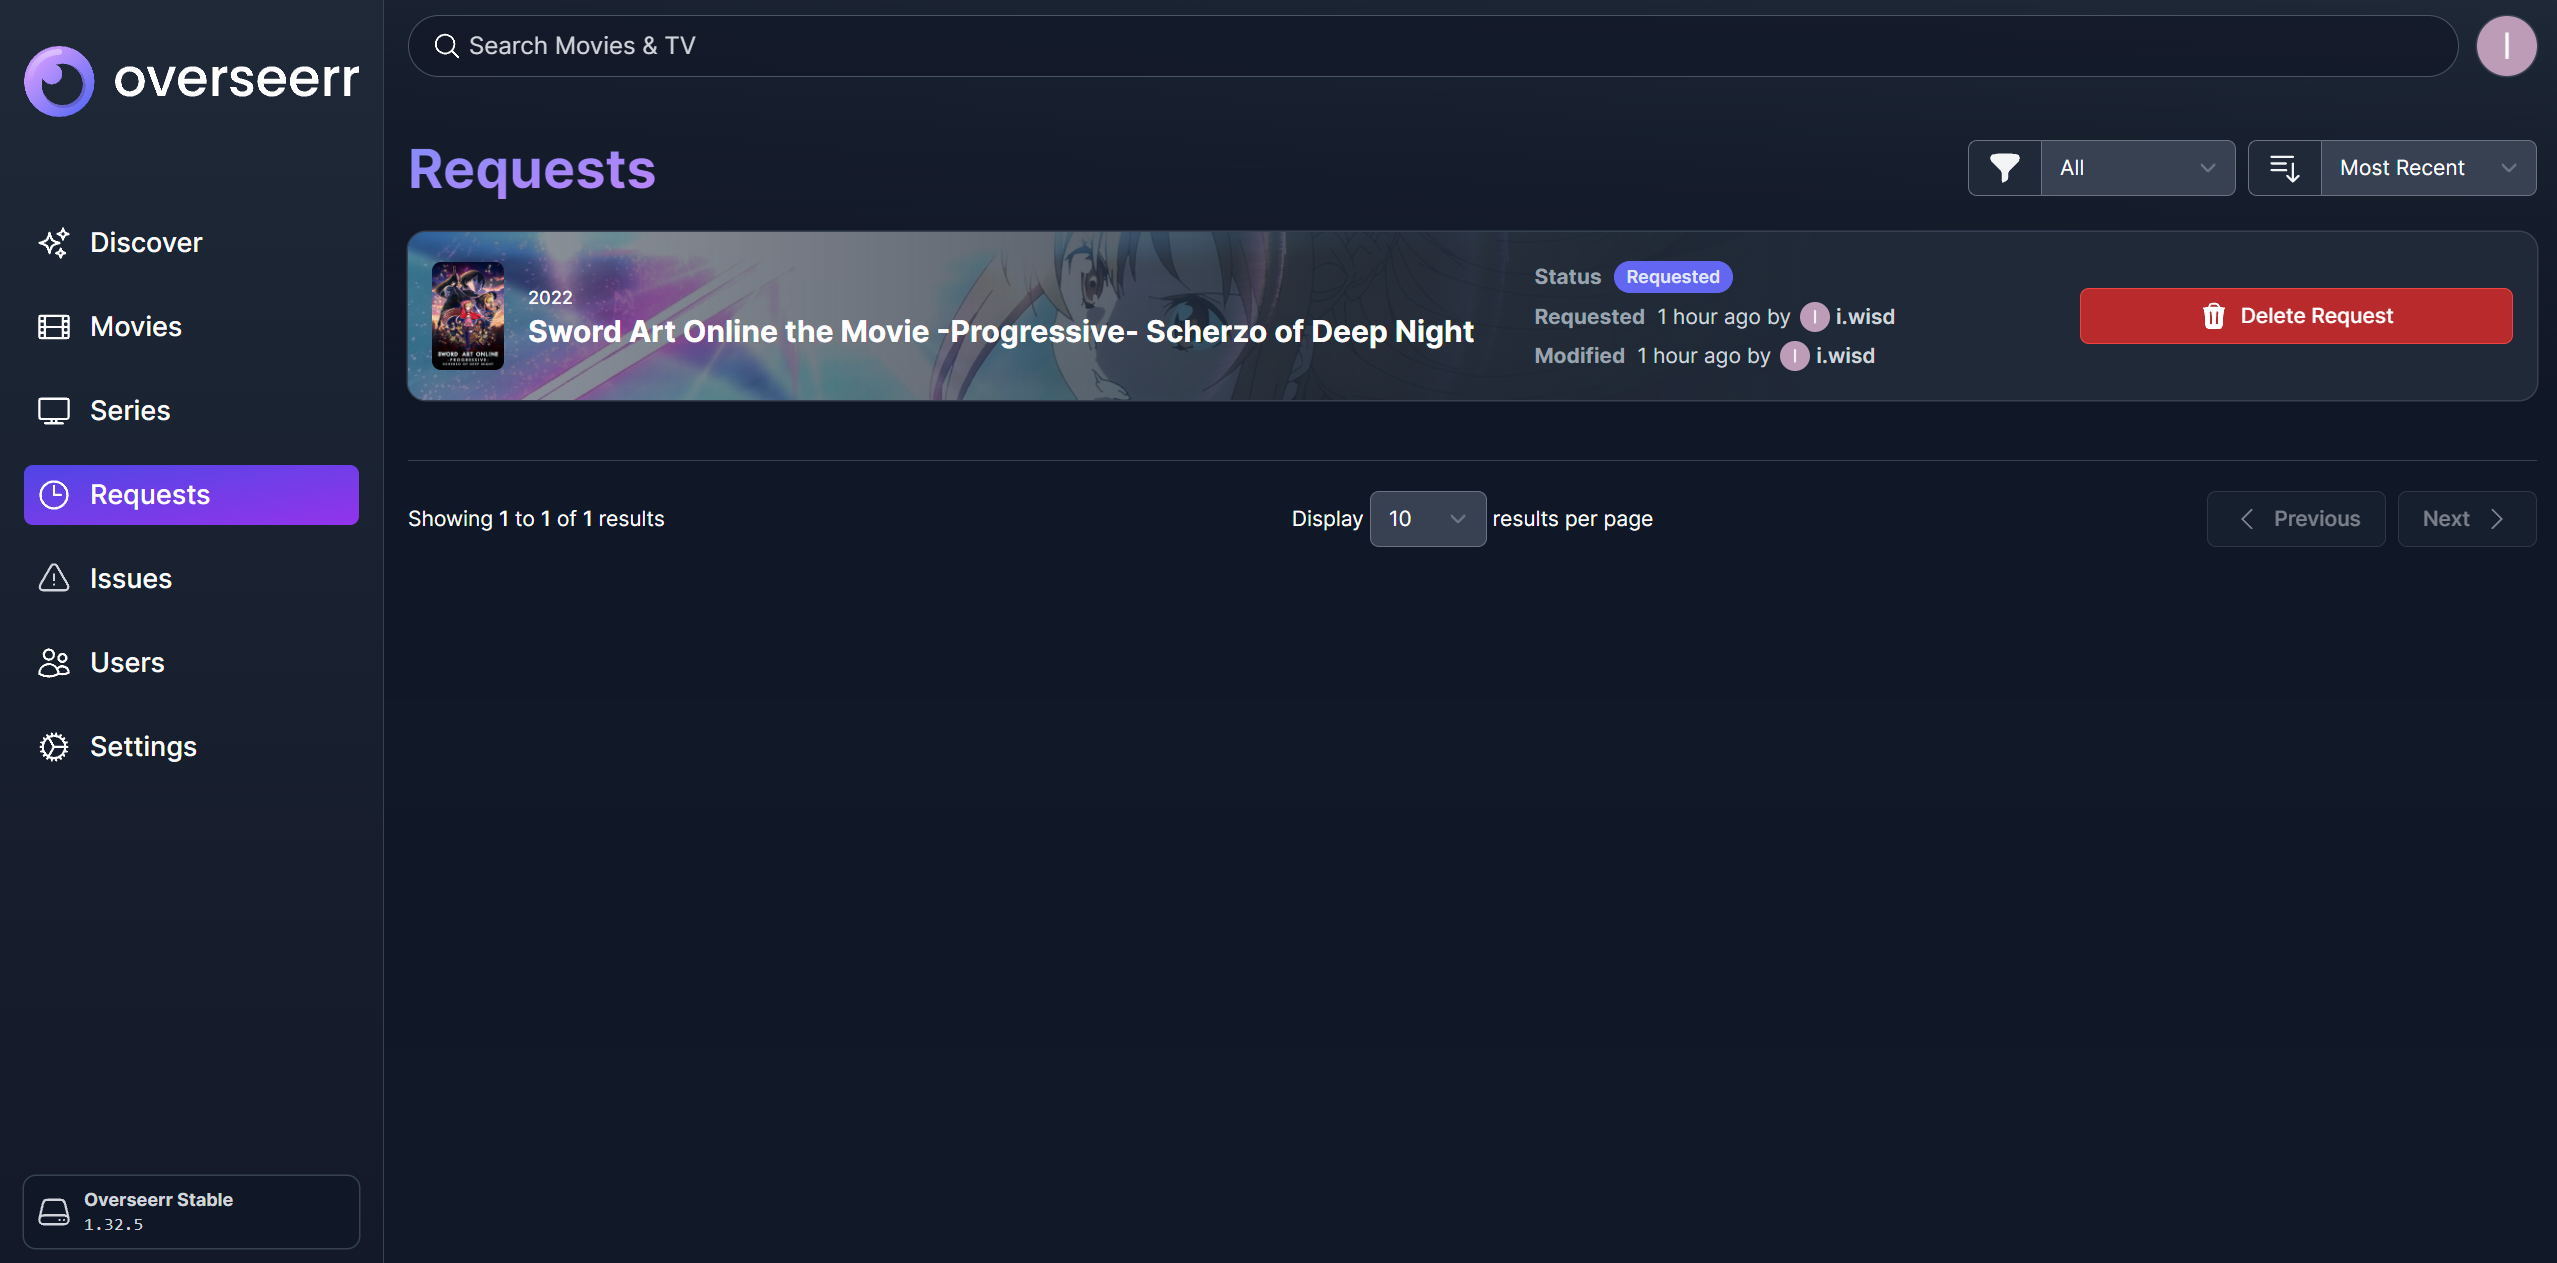 overseerr
Search Movies & TV
I
Discover
Movies
Series
Requests
Issues
Users
Settings
Overseerr Stable
1.32.5
Requests
All
Most Recent
SWORD ART ONLINE
2022
Sword Art Online the Movie -Progressive- Scherzo of Deep Night
Status Requested
Requested 1 hour ago by I i.wisd
Modified 1 hour ago by I i.wisd
Delete Request
Showing 1 to 1 of 1 results
Display 10 results per page
Previous
Next